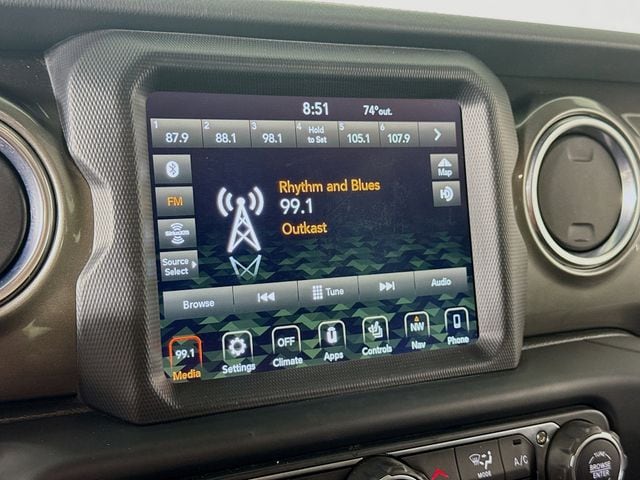 8:51 74°out.
1 87.9 2 88.1 3 98.1 4 Hold to Set 5 105.1 6 107.9
Map
FM
Rhythm and Blues
99.1
Outkast
SiriusXM
Source Select
Browse Tune Audio
99.1 OFF NW
Media Settings Climate Apps Controls Nav Phone
MODE A/C
TUNE
BROWSE
ENTER